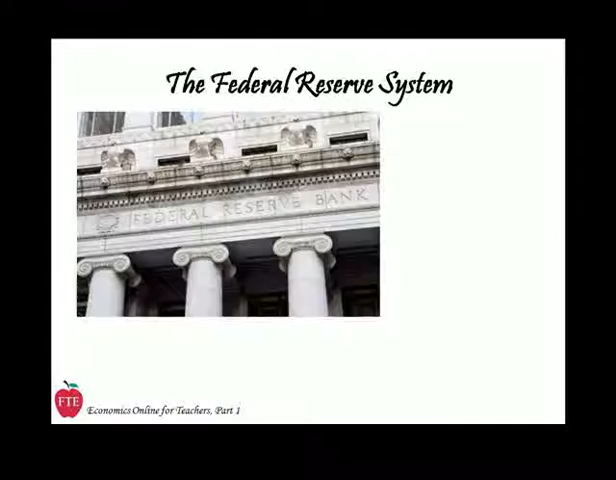 The Federal Reserve System
FEDERAL RESERVE BANK
FTE
Economics Online for Teachers, Part 1